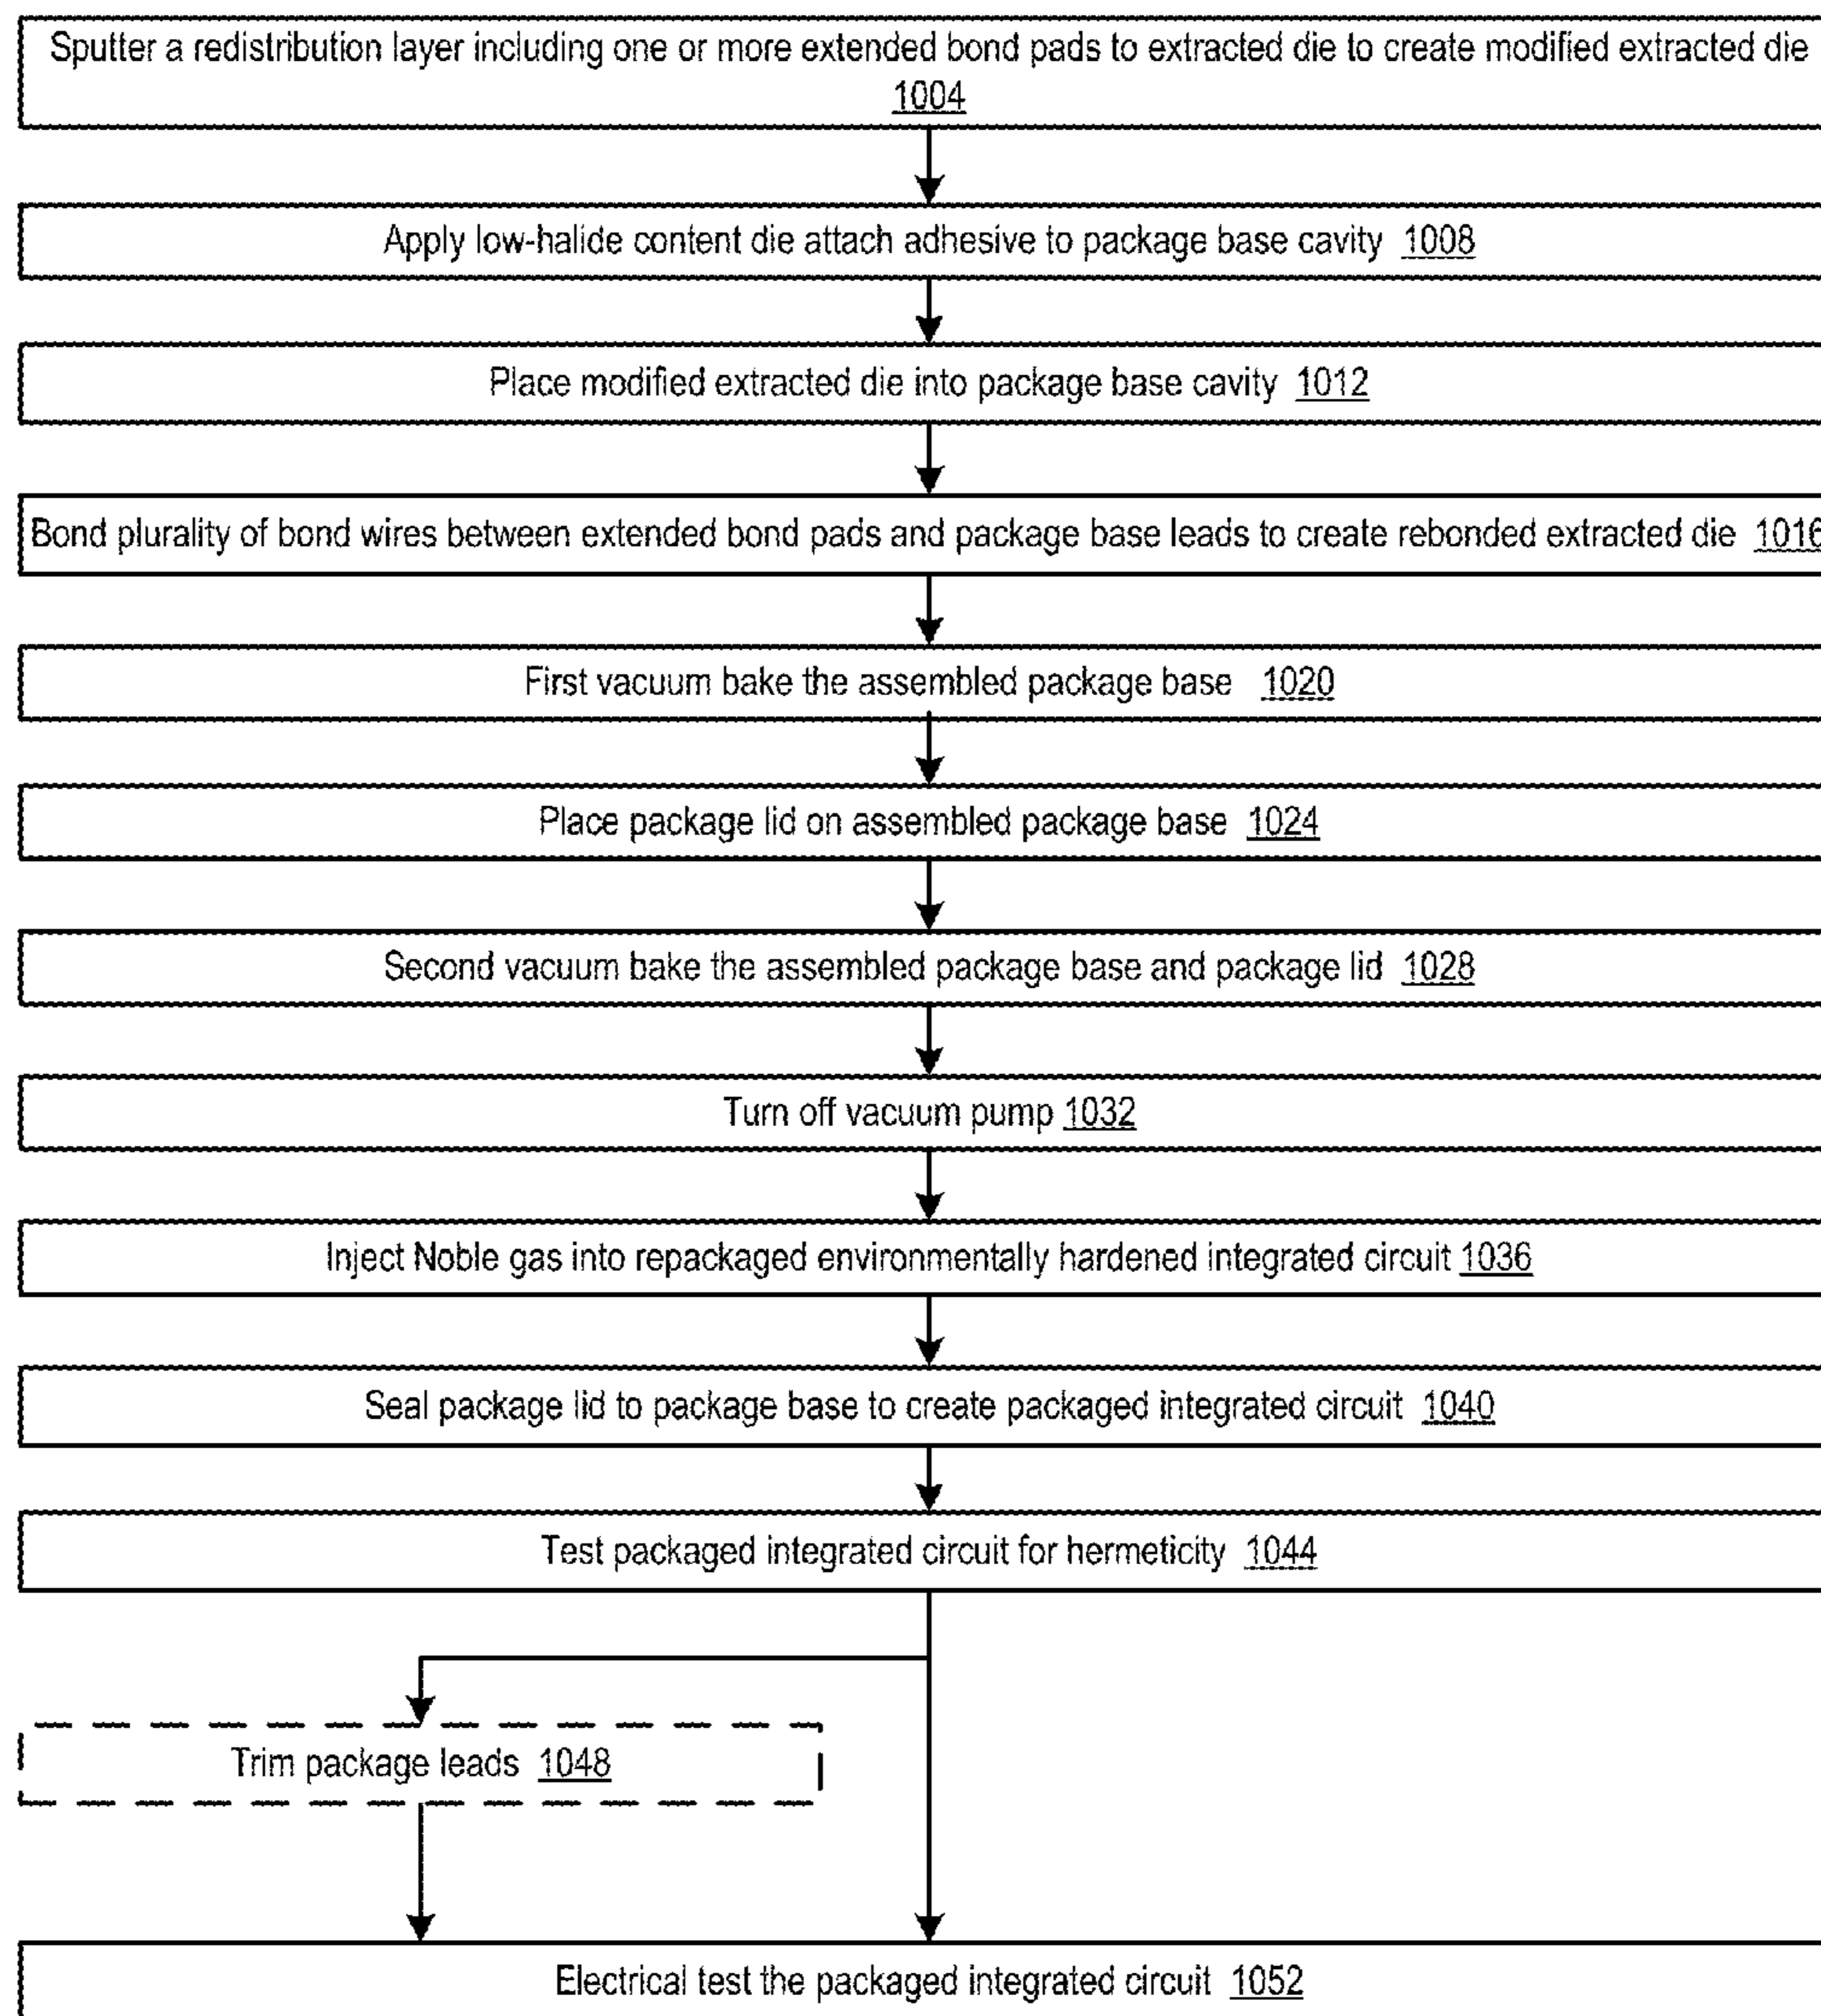 Sputter a redistribution layer including one or more extended bond pads to extracted die to create modified extracted die
1004
Apply low-halide content die attach adhesive to package base cavity 1008
Place modified extracted die into package base cavity 1012
Bond plurality of bond wires between extended bond pads and package base leads to create rebonded extracted die 1016
First vacuum bake the assembled package base 1020
Place package lid on assembled package base 1024
Second vacuum bake the assembled package base and package lid 1028
Turn off vacuum pump 1032
Inject Noble gas into repackaged environmentally hardened integrated circuit 1036
Seal package lid to package base to create packaged integrated circuit 1040
Test packaged integrated circuit for hermeticity 1044
Trim package leads 1048
Electrical test the packaged integrated circuit 1052